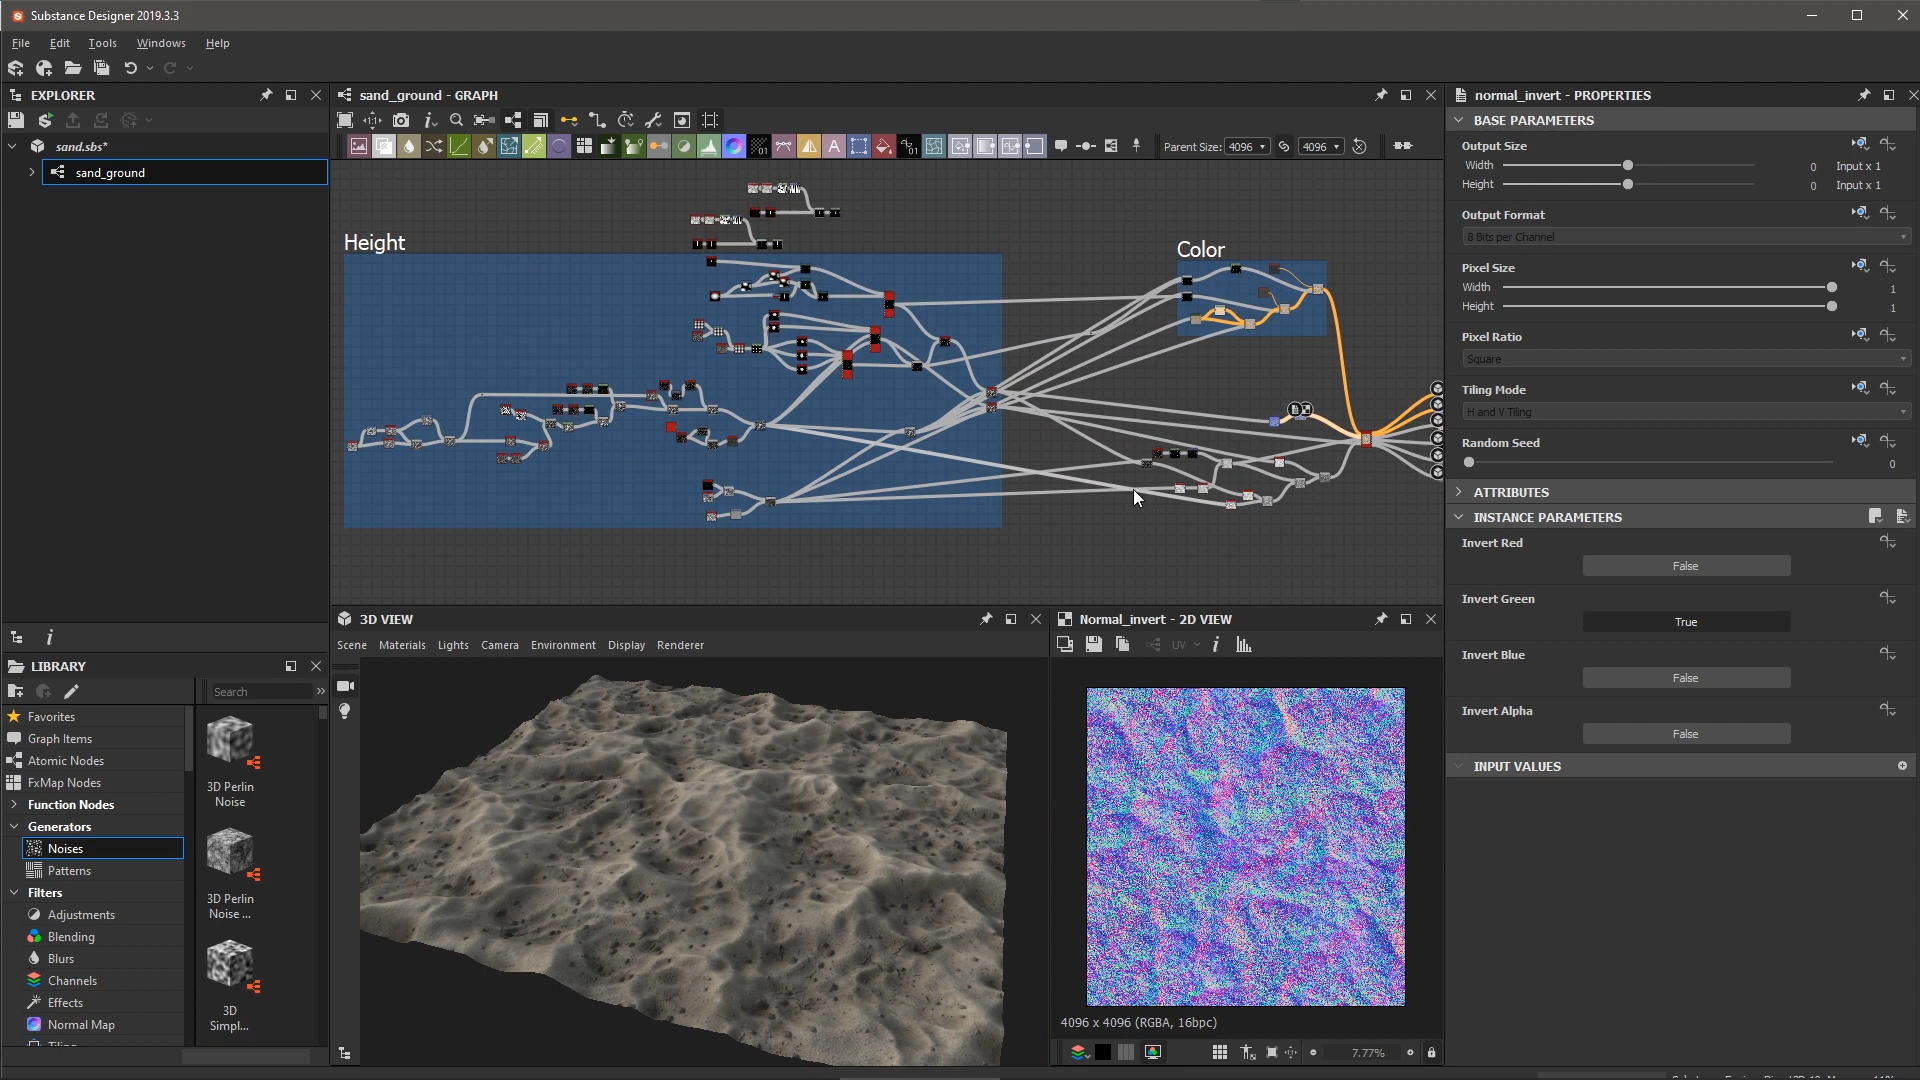 Substance Designer 2019.3.3
File Edit Tools Windows Help
EXPLORER
sand.sbs*
sand_ground
sand_ground - GRAPH
Parent Size: 4096 4096
Height
Color
normal_invert - PROPERTIES
BASE PARAMETERS
Output Size
Width 0 Input x 1
Height 0 Input x 1
Output Format
8 Bits per Channel
Pixel Size
Width 1
Height 1
Pixel Ratio
Square
Tiling Mode
H and V Tiling
Random Seed
0
ATTRIBUTES
INSTANCE PARAMETERS
Invert Red
False
Invert Green
True
Invert Blue
False
Invert Alpha
False
INPUT VALUES
LIBRARY
Search
Favorites
Graph Items
Atomic Nodes
FxMap Nodes
Function Nodes
Generators
Noises
Patterns
Filters
Adjustments
Blending
Blurs
Channels
Effects
Normal Map
3D Perlin
Noise
3D Perlin
Noise ...
3D
Simpl...
3D VIEW
Scene Materials Lights Camera Environment Display Renderer
Normal_invert - 2D VIEW
UV
4096 x 4096 (RGBA, 16bpc)
7.77%